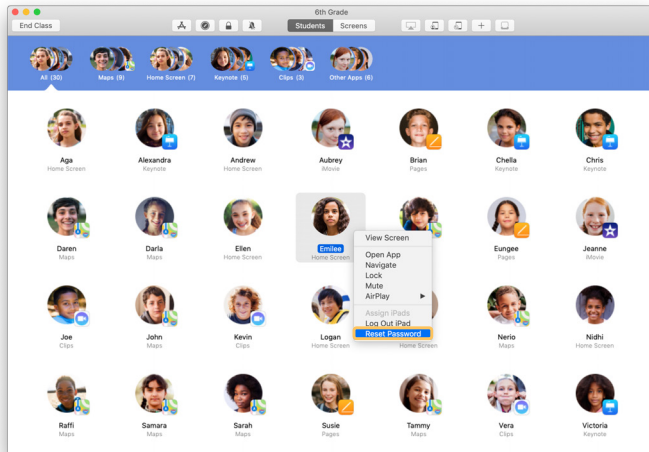 6th Grade
End Class
Students Screens
All (30) Maps (9) Home Screen (7) Keynote (5) Clips (3) Other Apps (6)
Aga Alexandra Andrew Aubrey Brian Chella Chris
Home Screen Keynote Home Screen iMovie Pages Keynote Keynote
View Screen
Daren Darla Ellen Emilee Eungee Jeanne
Maps Maps Home Screen Home Screen Pages iMovie
Open App
Navigate
Lock
Mute
AirPlay
Assign iPads
Log Out iPad
Reset Password
Joe John Kevin Logan Nerio Nidhi
Clips Maps Clips Home Screen Home Screen Maps Home Screen
Raffi Samara Sarah Susie Tammy Vera Victoria
Maps Maps Maps Pages Maps Clips Keynote